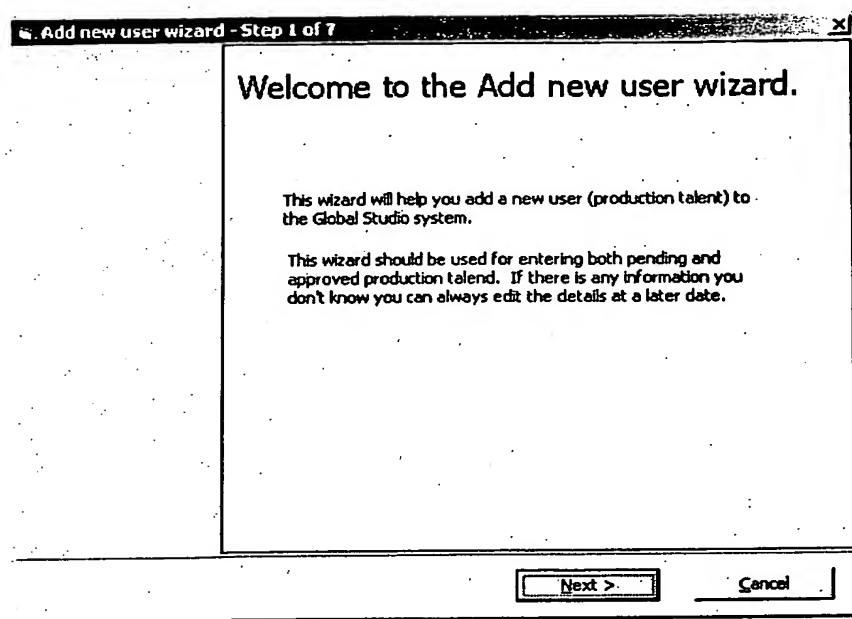 Add new user wizard - Step 1 of 7
Welcome to the Add new user wizard.
This wizard will help you add a new user (production talent) to
the Global Studio system.
This wizard should be used for entering both pending and
approved production talend. If there is any information you
don't know you can always edit the details at a later date.
Next >
Cancel